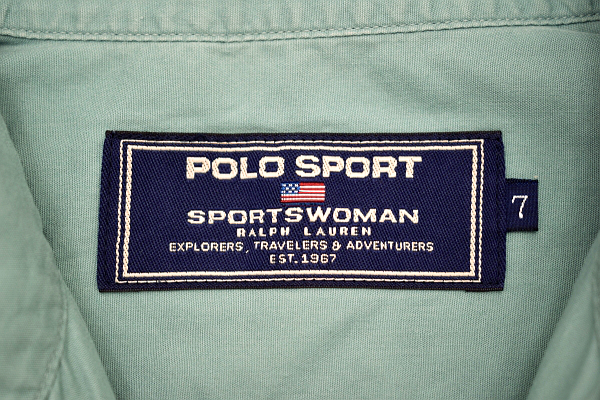 POLO SPORT
SPORTSWOMAN
RALPH LAUREN
EXPLORERS, TRAVELERS & ADVENTURERS
EST. 1967
7